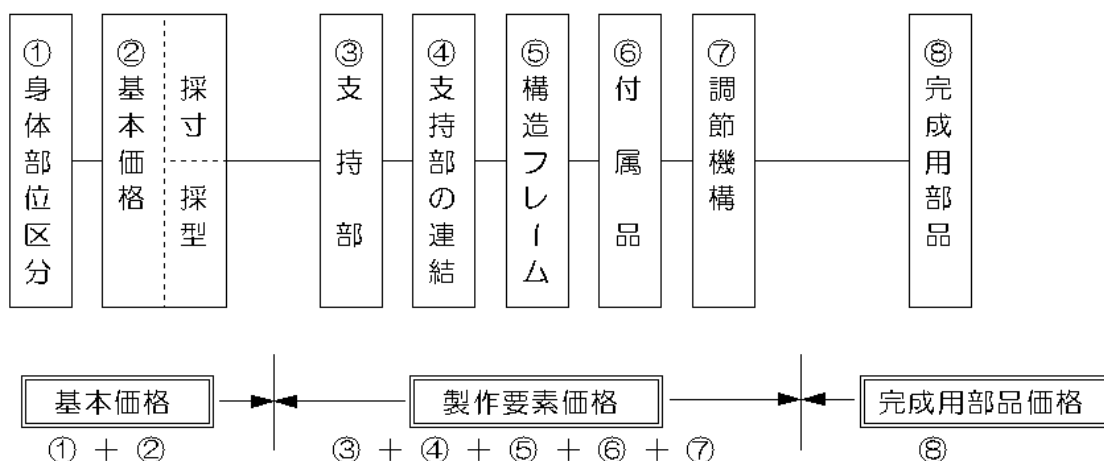 ①身体部位区分
②基本価格
採寸
採型
③支持部
④支持部の連結
⑤構造フレーム
⑥付属品
⑦調節機構
⑧完成用部品
基本価格
製作要素価格
完成用部品価格
① + ②
③ + ④ + ⑤ + ⑥ + ⑦
⑧